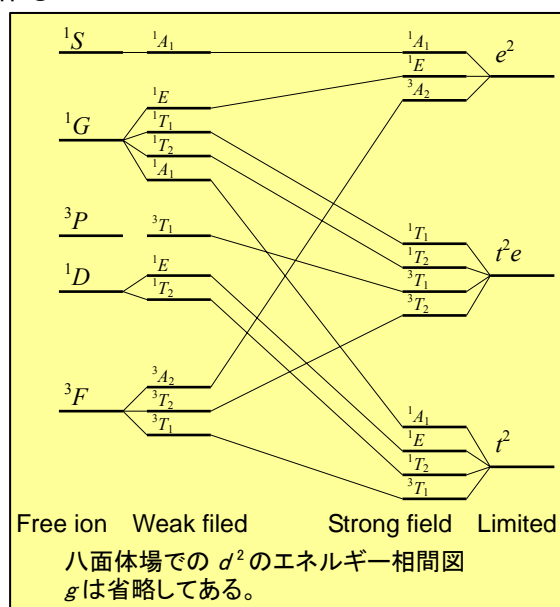 ¹S ¹A₁ ¹A₁ e²
¹E
³A₂
¹E
¹G ¹T₁
¹T₂
¹A₁
³P ³T₁ ¹T₁
¹T₂ t²e
³T₁
³T₂
¹D ¹E
¹T₂
³A₂
³F ³T₂
³T₁
¹A₁
¹E t²
¹T₂
³T₁
Free ion Weak filed Strong field Limited
八面体場での d²のエネルギー相間図
gは省略してある。